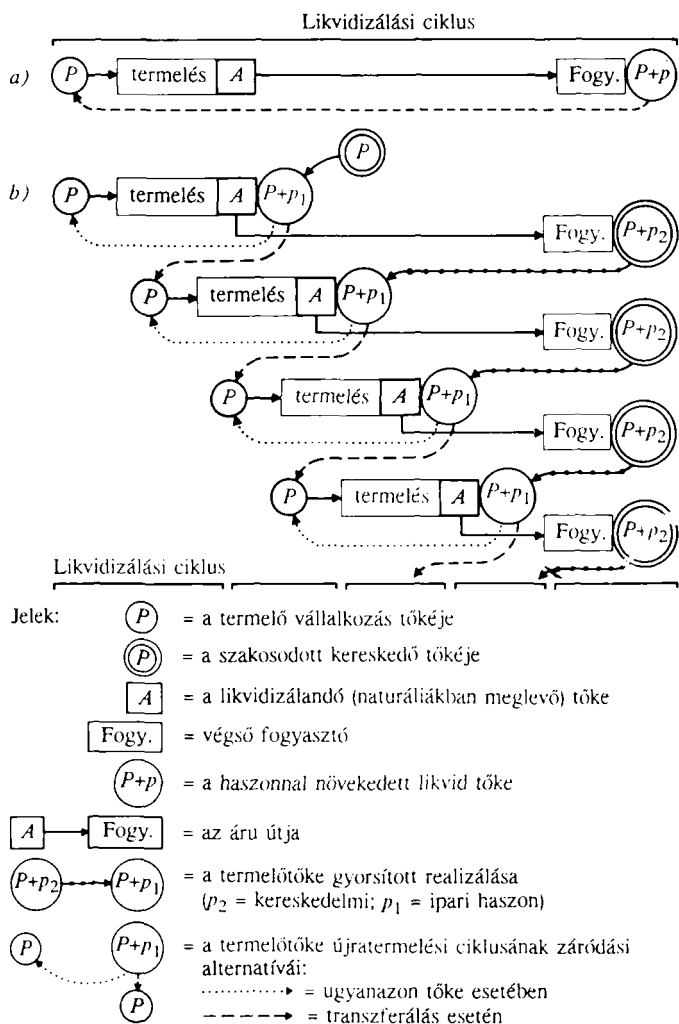 Likvidizálási ciklus
a) P termelés A Fogy. P+p
P
b) P termelés A P+p₁
Fogy. P+p₂
P termelés A P+p₁
Fogy. P+p₂
P termelés A P+p₁
Fogy. P+p₂
P termelés A P+p₁
Fogy. P+p₂
Likvidizálási ciklus
Jelek:
P = a termelő vállalkozás tőkéje
P = a szakosodott kereskedő tőkéje
A = a likvidizálandó (naturáliákban meglevő) tőke
Fogy. = végső fogyasztó
P+p = a haszonnal növekedett likvid tőke
A Fogy. = az áru útja
P+p₂ P+p₁ = a termelőtőke gyorsított realizálása
(p₂ = kereskedelmi; p₁ = ipari haszon)
P P+p₁ = a termelőtőke újratermelési ciklusának záródási
alternatívái:
= ugyanazon tőke esetében
P = transzferálás esetén